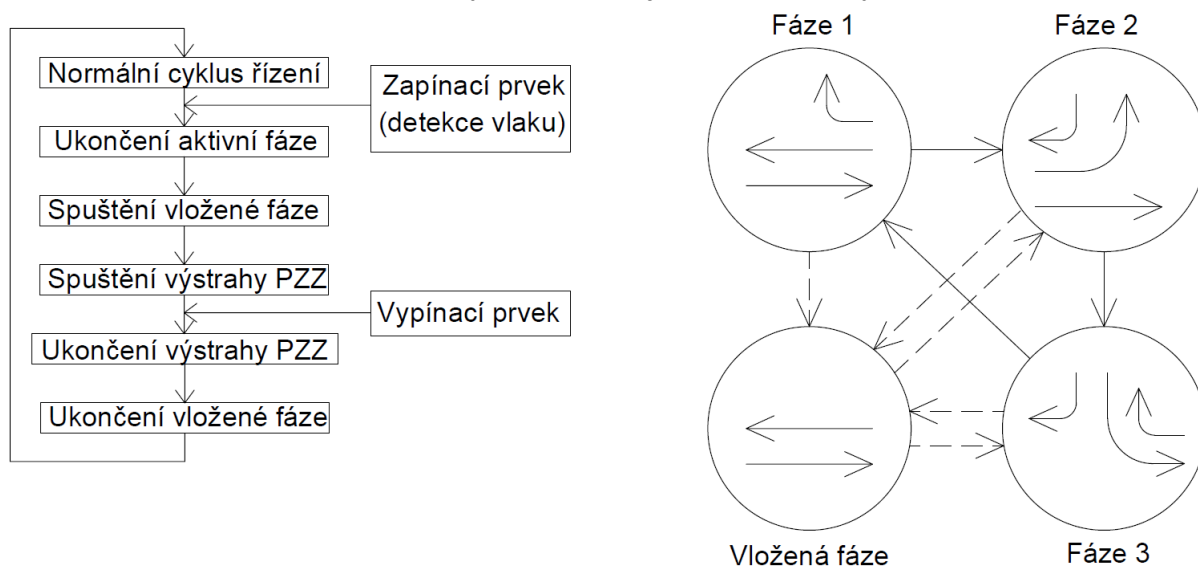 Normální cyklus řízení
Zapínací prvek
(detekce vlaku)
Ukončení aktivní fáze
Spuštění vložené fáze
Spuštění výstrahy PZZ
Vypínací prvek
Ukončení výstrahy PZZ
Ukončení vložené fáze
Fáze 1
Fáze 2
Vložená fáze
Fáze 3